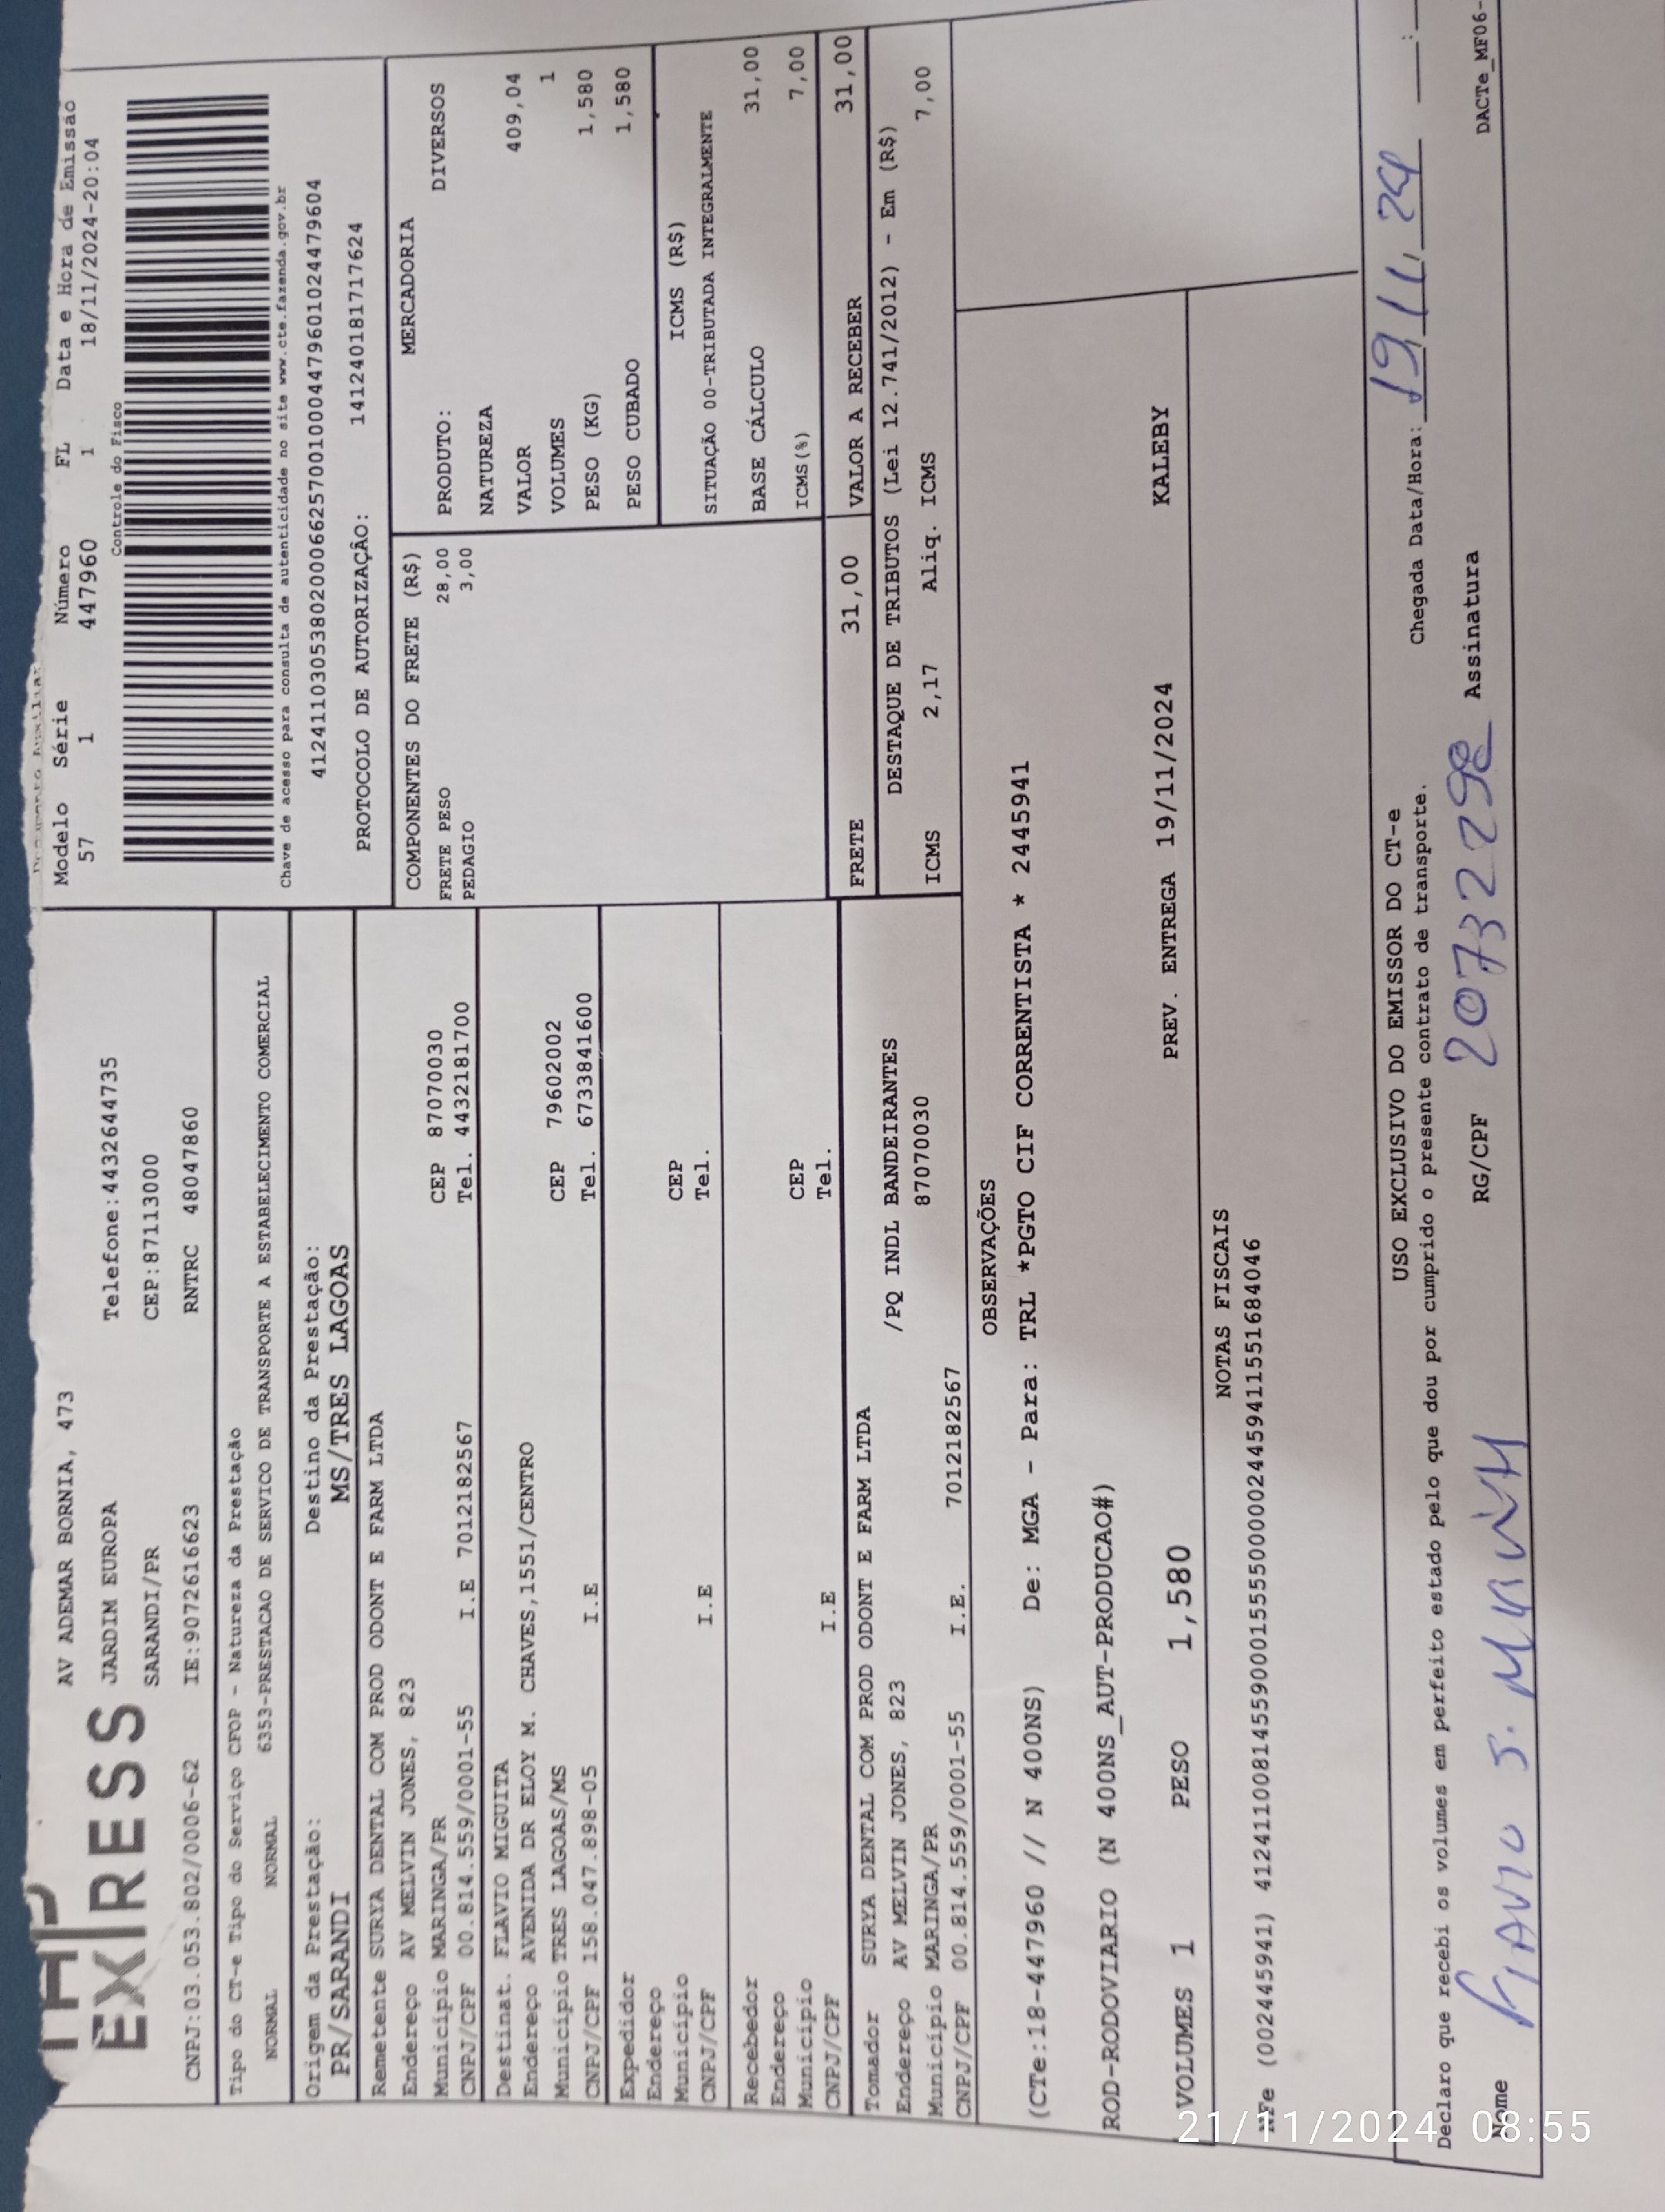 EX RESS
AV ADEMAR BORNIA, 473
JARDIM EUROPA Telefone:4432644735
SARANDI/PR CEP:87113000
CNPJ:03.053.802/0006-62 IE:9072616623 RNTRC 48047860
Modelo Série Número FL Data e Hora de Emissão
57 1 447960 1 18/11/2024-20:04
Controle do Fisco
Chave de acesso para consulta de autenticidade no site www.cte.fazenda.gov.br
41241103053802000662570010004479601024479604
PROTOCOLO DE AUTORIZAÇÃO: 141240181717624
Tipo do CT-e Tipo do Serviço CFOP - Natureza da Prestação
NORMAL NORMAL 6353-PRESTACAO DE SERVICO DE TRANSPORTE A ESTABELECIMENTO COMERCIAL
Origem da Prestação: Destino da Prestação:
PR/SARANDI MS/TRES LAGOAS
Remetente SURYA DENTAL COM PROD ODONT E FARM LTDA
Endereço AV MELVIN JONES, 823
Município MARINGA/PR CEP 87070030
CNPJ/CPF 00.814.559/0001-55 I.E 7012182567 Tel. 443218​1700
Destinat. FLAVIO MIGUITA
Endereço AVENIDA DR ELOY M. CHAVES,1551/CENTRO
Município TRES LAGOAS/MS CEP 79602002
CNPJ/CPF 158.047.898-05 I.E Tel. 6733841600
Expedidor
Endereço
Município CEP
CNPJ/CPF I.E Tel.
Recebedor
Endereço
Município CEP
CNPJ/CPF I.E Tel.
Tomador SURYA DENTAL COM PROD ODONT E FARM LTDA
Endereço AV MELVIN JONES, 823 /PQ INDL BANDEIRANTES
Município MARINGA/PR 87070030
CNPJ/CPF 00.814.559/0001-55 I.E. 7012182567
COMPONENTES DO FRETE (R$)
FRETE PESO 28,00
PEDAGIO 3,00
MERCADORIA
PRODUTO: DIVERSOS
NATUREZA
VALOR 409,04
VOLUMES 1
PESO (KG) 1,580
PESO CUBADO 1,580
ICMS (R$)
SITUAÇÃO 00-TRIBUTADA INTEGRALMENTE
BASE CÁLCULO 31,00
ICMS(%) 7,00
FRETE 31,00 VALOR A RECEBER 31,00
DESTAQUE DE TRIBUTOS (Lei 12.741/2012) - Em (R$)
ICMS 2,17 Aliq. ICMS 7,00
OBSERVAÇÕES
(CTe:18-447960 // N 400NS) De: MGA - Para: TRL *PGTO CIF CORRENTISTA * 2445941
ROD-RODOVIARIO (N 400NS_AUT-PRODUCAO#)
VOLUMES 1 PESO 1,580 PREV. ENTREGA 19/11/2024 KALEBY
NOTAS FISCAIS
NFe (002445941) 41241100814559000155550000024459411551684046
USO EXCLUSIVO DO EMISSOR DO CT-e
Declaro que recebi os volumes em perfeito estado pelo que dou por cumprido o presente contrato de transporte. Chegada Data/Hora: 19/11/24 __:__
Nome RG/CPF 20732298 Assinatura
DACTe_MF06-
21/11/2024 08:55